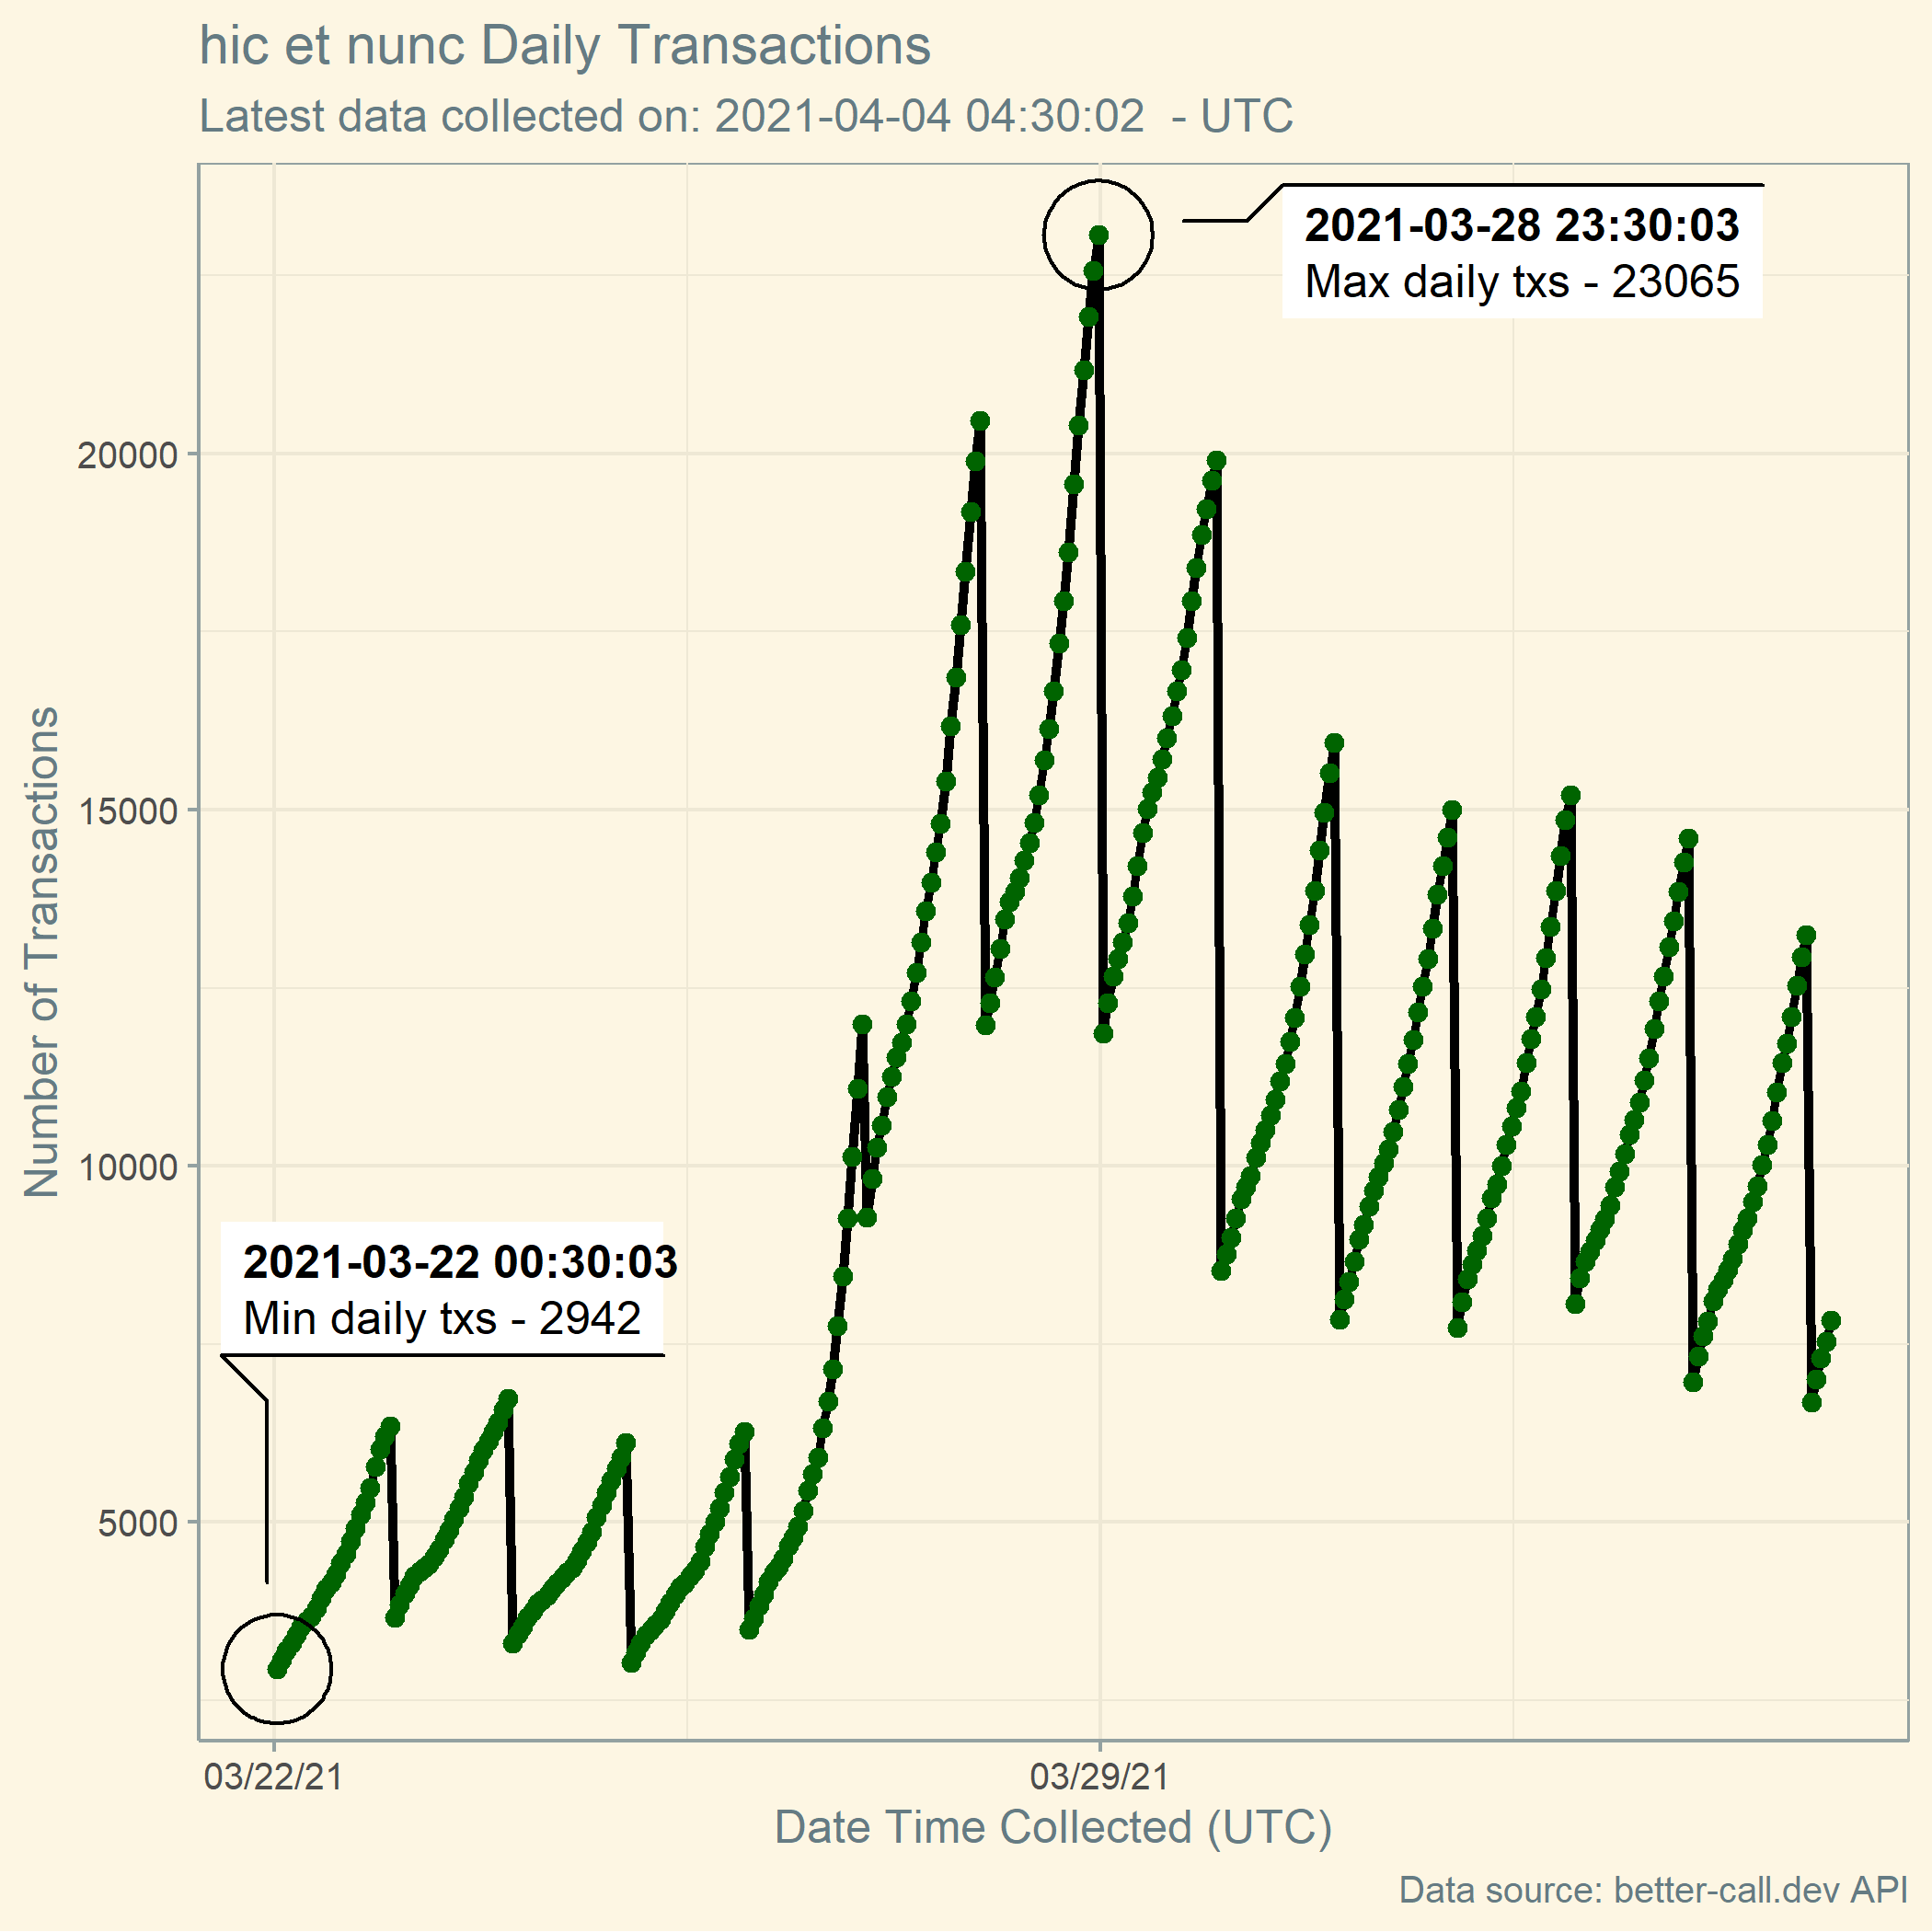 hic et nunc Daily Transactions
Latest data collected on: 2021-04-04 04:30:02  - UTC
2021-03-28 23:30:03
Max daily txs - 23065
Number of Transactions
20000
15000
10000
5000
2021-03-22 00:30:03
Min daily txs - 2942
03/22/21
03/29/21
Date Time Collected (UTC)
Data source: better-call.dev API